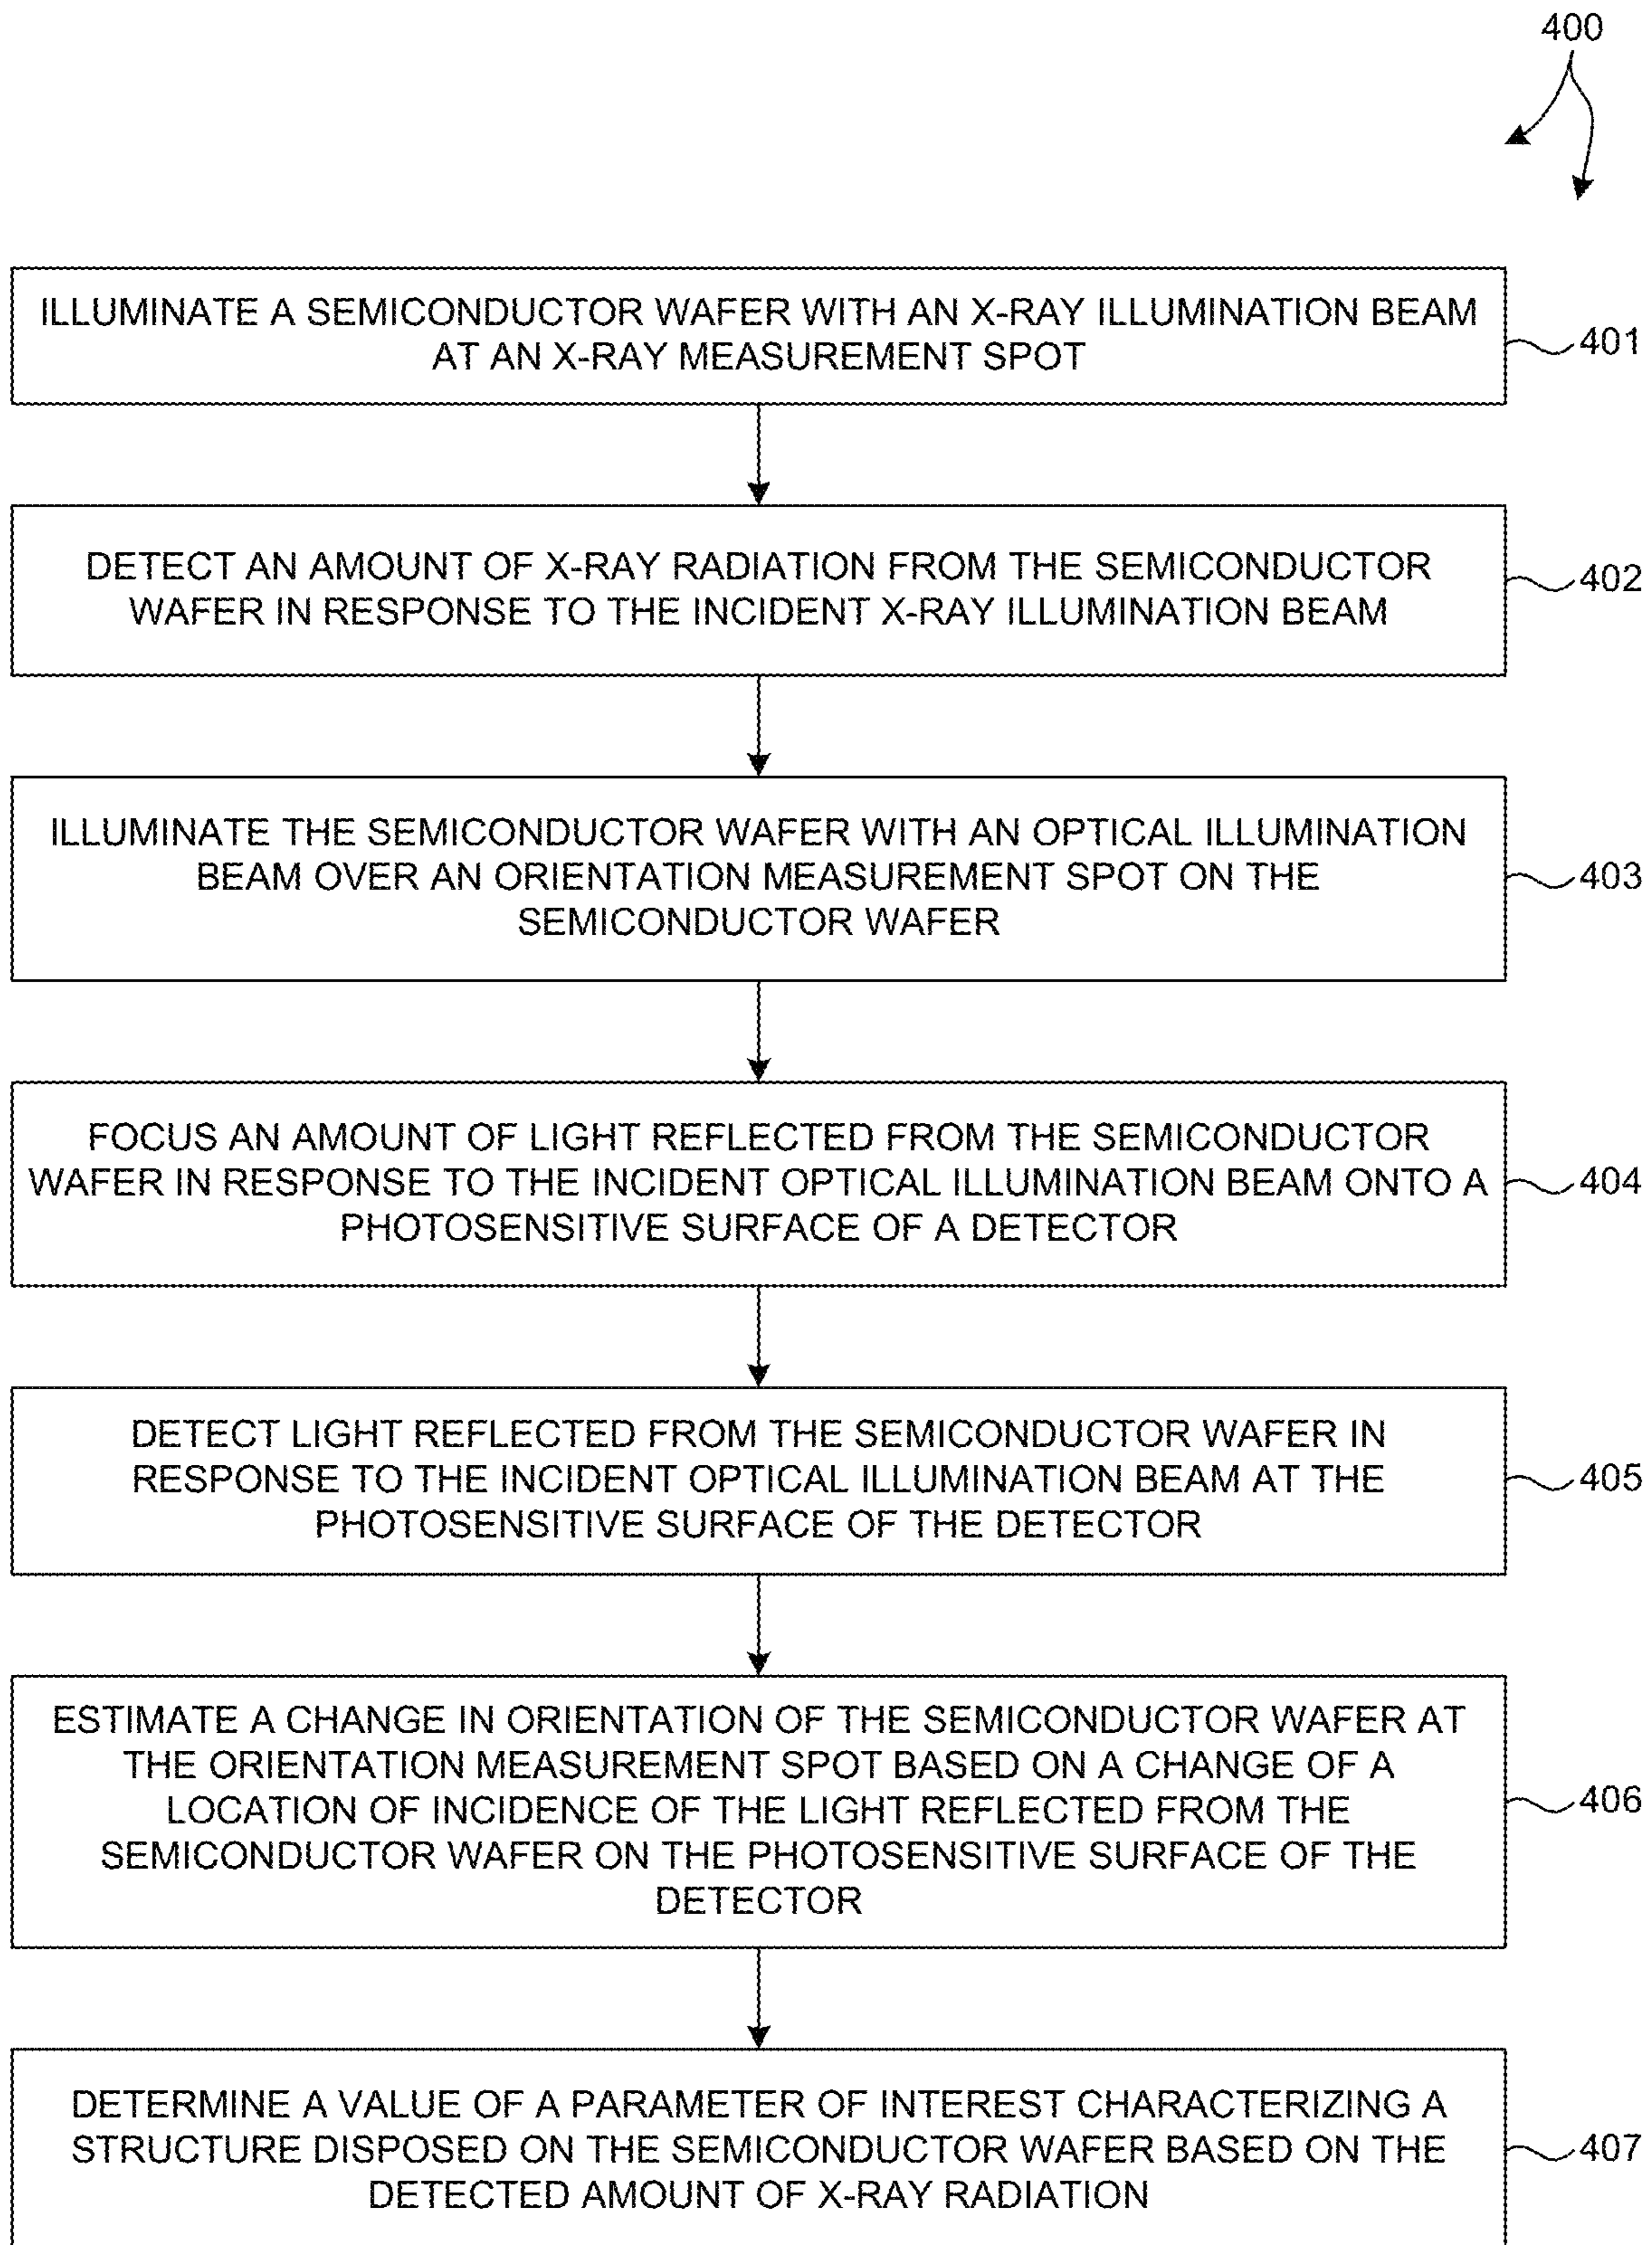 400
ILLUMINATE A SEMICONDUCTOR WAFER WITH AN X-RAY ILLUMINATION BEAM
AT AN X-RAY MEASUREMENT SPOT
401
DETECT AN AMOUNT OF X-RAY RADIATION FROM THE SEMICONDUCTOR
WAFER IN RESPONSE TO THE INCIDENT X-RAY ILLUMINATION BEAM
402
ILLUMINATE THE SEMICONDUCTOR WAFER WITH AN OPTICAL ILLUMINATION
BEAM OVER AN ORIENTATION MEASUREMENT SPOT ON THE
SEMICONDUCTOR WAFER
403
FOCUS AN AMOUNT OF LIGHT REFLECTED FROM THE SEMICONDUCTOR
WAFER IN RESPONSE TO THE INCIDENT OPTICAL ILLUMINATION BEAM ONTO A
PHOTOSENSITIVE SURFACE OF A DETECTOR
404
DETECT LIGHT REFLECTED FROM THE SEMICONDUCTOR WAFER IN
RESPONSE TO THE INCIDENT OPTICAL ILLUMINATION BEAM AT THE
PHOTOSENSITIVE SURFACE OF THE DETECTOR
405
ESTIMATE A CHANGE IN ORIENTATION OF THE SEMICONDUCTOR WAFER AT
THE ORIENTATION MEASUREMENT SPOT BASED ON A CHANGE OF A
LOCATION OF INCIDENCE OF THE LIGHT REFLECTED FROM THE
SEMICONDUCTOR WAFER ON THE PHOTOSENSITIVE SURFACE OF THE
DETECTOR
406
DETERMINE A VALUE OF A PARAMETER OF INTEREST CHARACTERIZING A
STRUCTURE DISPOSED ON THE SEMICONDUCTOR WAFER BASED ON THE
DETECTED AMOUNT OF X-RAY RADIATION
407